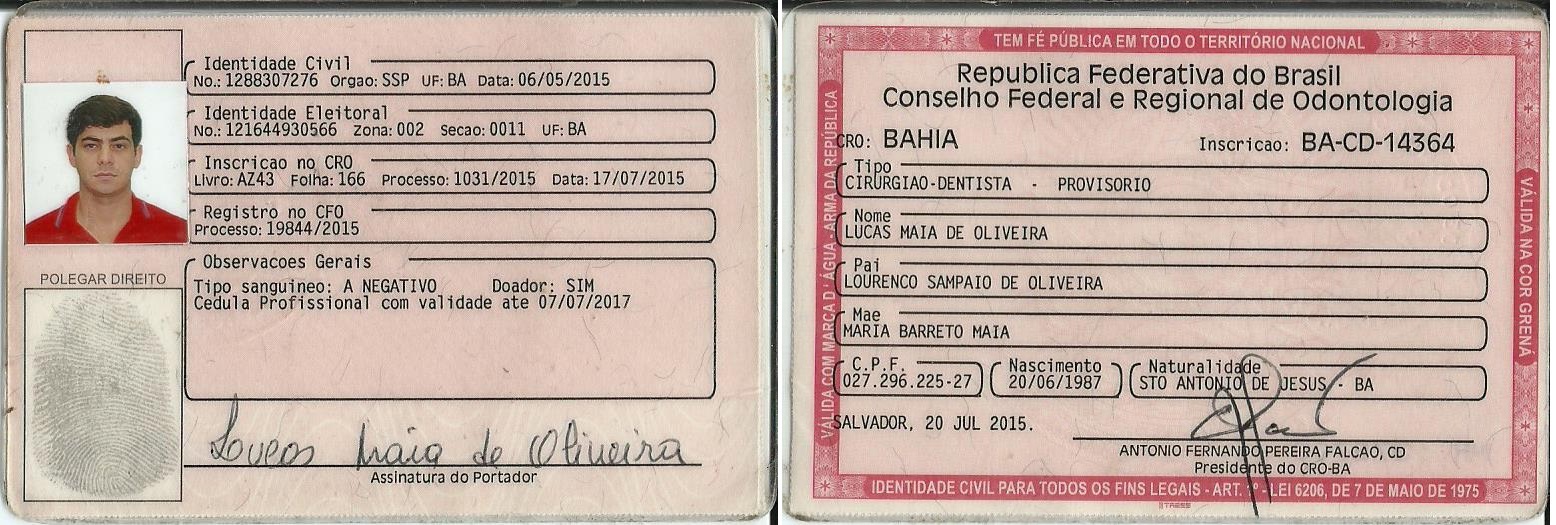 Identidade Civil
No.: 1288307276 Orgao: SSP UF: BA Data: 06/05/2015
Identidade Eleitoral
No.: 121644930566 Zona: 002 Secao: 0011 UF: BA
Inscricao no CRO
Livro: AZ43 Folha: 166 Processo: 1031/2015 Data: 17/07/2015
Registro no CFO
Processo: 19844/2015
POLEGAR DIREITO
Observacoes Gerais
Tipo sanguineo: A NEGATIVO Doador: SIM
Cedula Profissional com validade ate 07/07/2017
Lucas Maia de Oliveira
Assinatura do Portador
TEM FÉ PÚBLICA EM TODO O TERRITÓRIO NACIONAL
Republica Federativa do Brasil
Conselho Federal e Regional de Odontologia
CRO: BAHIA Inscricao: BA-CD-14364
Tipo
CIRURGIAO-DENTISTA - PROVISORIO
Nome
LUCAS MAIA DE OLIVEIRA
Pai
LOURENCO SAMPAIO DE OLIVEIRA
Mae
MARIA BARRETO MAIA
C.P.F. Nascimento Naturalidade
027.296.225-27 20/06/1987 STO ANTONIO DE JESUS - BA
SALVADOR, 20 JUL 2015.
ANTONIO FERNANDO PEREIRA FALCAO, CD
Presidente do CRO-BA
IDENTIDADE CIVIL PARA TODOS OS FINS LEGAIS - ART. - LEI 6206, DE 7 DE MAIO DE 1975
VÁLIDA COM MARCA D'ÁGUA - ARMA DA REPÚBLICA
VÁLIDA NA COR GRENÁ